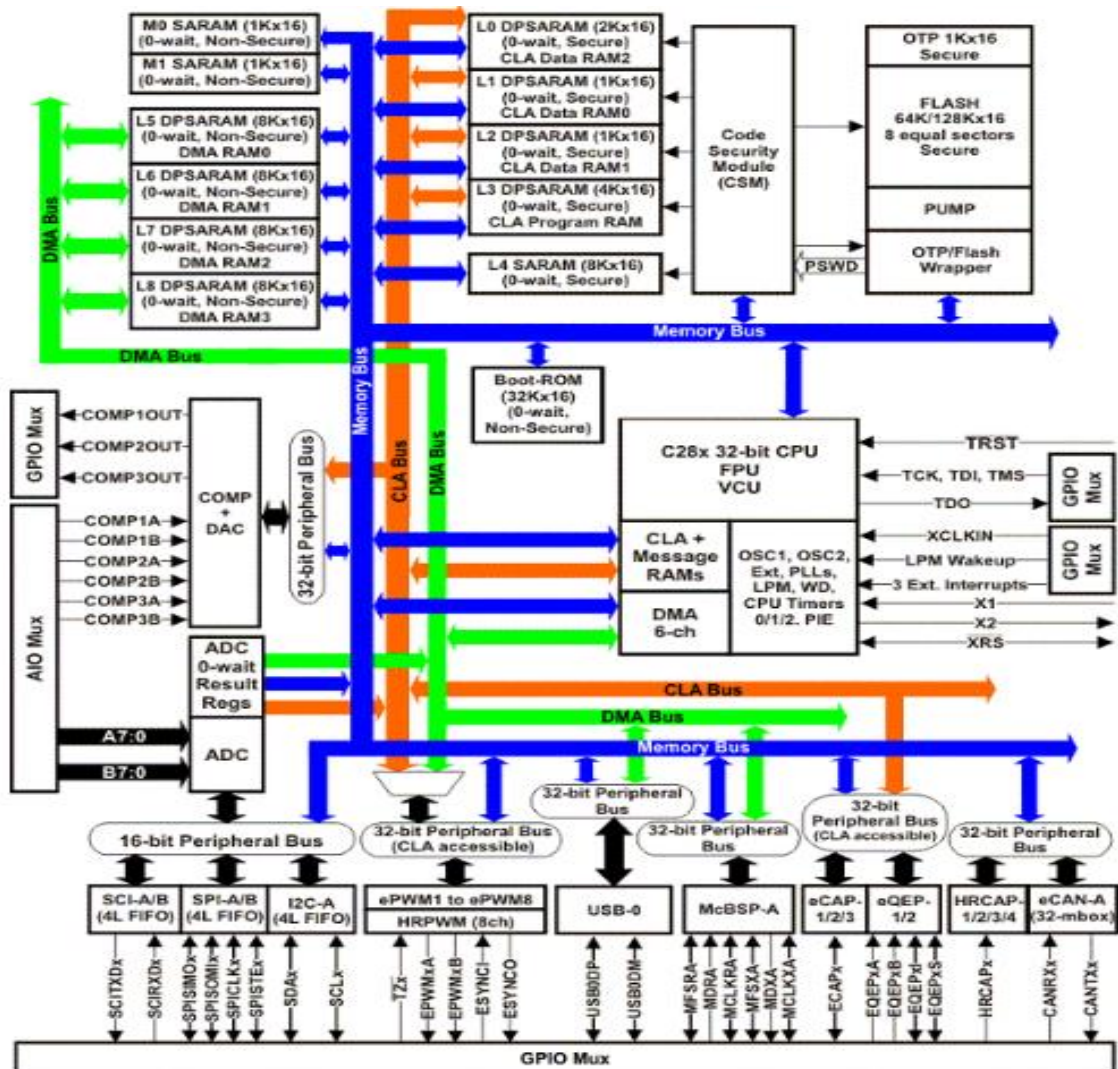 M0 SARAM (1Kx16)
(0-wait, Non-Secure)
M1 SARAM (1Kx16)
(0-wait, Non-Secure)
L5 DPSARAM (8Kx16)
(0-wait, Non-Secure)
DMA RAM0
L6 DPSARAM (8Kx16)
(0-wait, Non-Secure)
DMA RAM1
L7 DPSARAM (8Kx16)
(0-wait, Non-Secure)
DMA RAM2
L8 DPSARAM (8Kx16)
(0-wait, Non-Secure)
DMA RAM3
DMA Bus
DMA Bus
L0 DPSARAM (2Kx16)
(0-wait, Secure)
CLA Data RAM2
L1 DPSARAM (1Kx16)
(0-wait, Secure)
CLA Data RAM0
L2 DPSARAM (1Kx16)
(0-wait, Secure)
CLA Data RAM1
L3 DPSARAM (4Kx16)
(0-wait, Secure)
CLA Program RAM
L4 SARAM (8Kx16)
(0-wait, Secure)
Code
Security
Module
(CSM)
OTP 1Kx16
Secure
FLASH
64K/128Kx16
8 equal sectors
Secure
PUMP
OTP/Flash
Wrapper
PSWD
Memory Bus
Memory Bus
CLA Bus
DMA Bus
Boot-ROM
(32Kx16)
(0-wait,
Non-Secure)
GPIO Mux
COMP1OUT
COMP2OUT
COMP3OUT
COMP
+
DAC
32-bit Peripheral Bus
AIO Mux
COMP1A
COMP1B
COMP2A
COMP2B
COMP3A
COMP3B
C28x 32-bit CPU
FPU
VCU
CLA +
Message
RAMs
DMA
6-ch
OSC1, OSC2,
Ext, PLLs,
LPM, WD,
CPU Timers
0/1/2. PIE
TRST
TCK, TDI, TMS
TDO
GPIO
Mux
XCLKIN
LPM Wakeup
3 Ext. Interrupts
GPIO
Mux
X1
X2
XRS
ADC
0-wait
Result
Regs
ADC
A7:0
B7:0
CLA Bus
DMA Bus
Memory Bus
16-bit Peripheral Bus
32-bit Peripheral Bus
(CLA accessible)
32-bit Peripheral
Bus
32-bit Peripheral
Bus
32-bit
Peripheral Bus
(CLA accessible)
32-bit Peripheral
Bus
SCI-A/B
(4L FIFO)
SPI-A/B
(4L FIFO)
I2C-A
(4L FIFO)
ePWM1 to ePWM8
HRPWM (8ch)
USB-0
McBSP-A
eCAP-
1/2/3
eQEP-
1/2
HRCAP-
1/2/3/4
eCAN-A
(32-mbox)
SCITXDx
SCIRXDx
SPISIMOx
SPISOMIx
SPICLKx
SPISTEx
SDAx
SCLx
TZx
EPWMxA
EPWMxB
ESYNCI
ESYNCO
USB0DP
USB0DM
MFSRA
MDRA
MCLKRA
MFSXA
MDXA
MCLKXA
ECAPx
EQEPxA
EQEPxB
EQEPxI
EQEPxS
HRCAPx
CANRXx
CANTXx
GPIO Mux